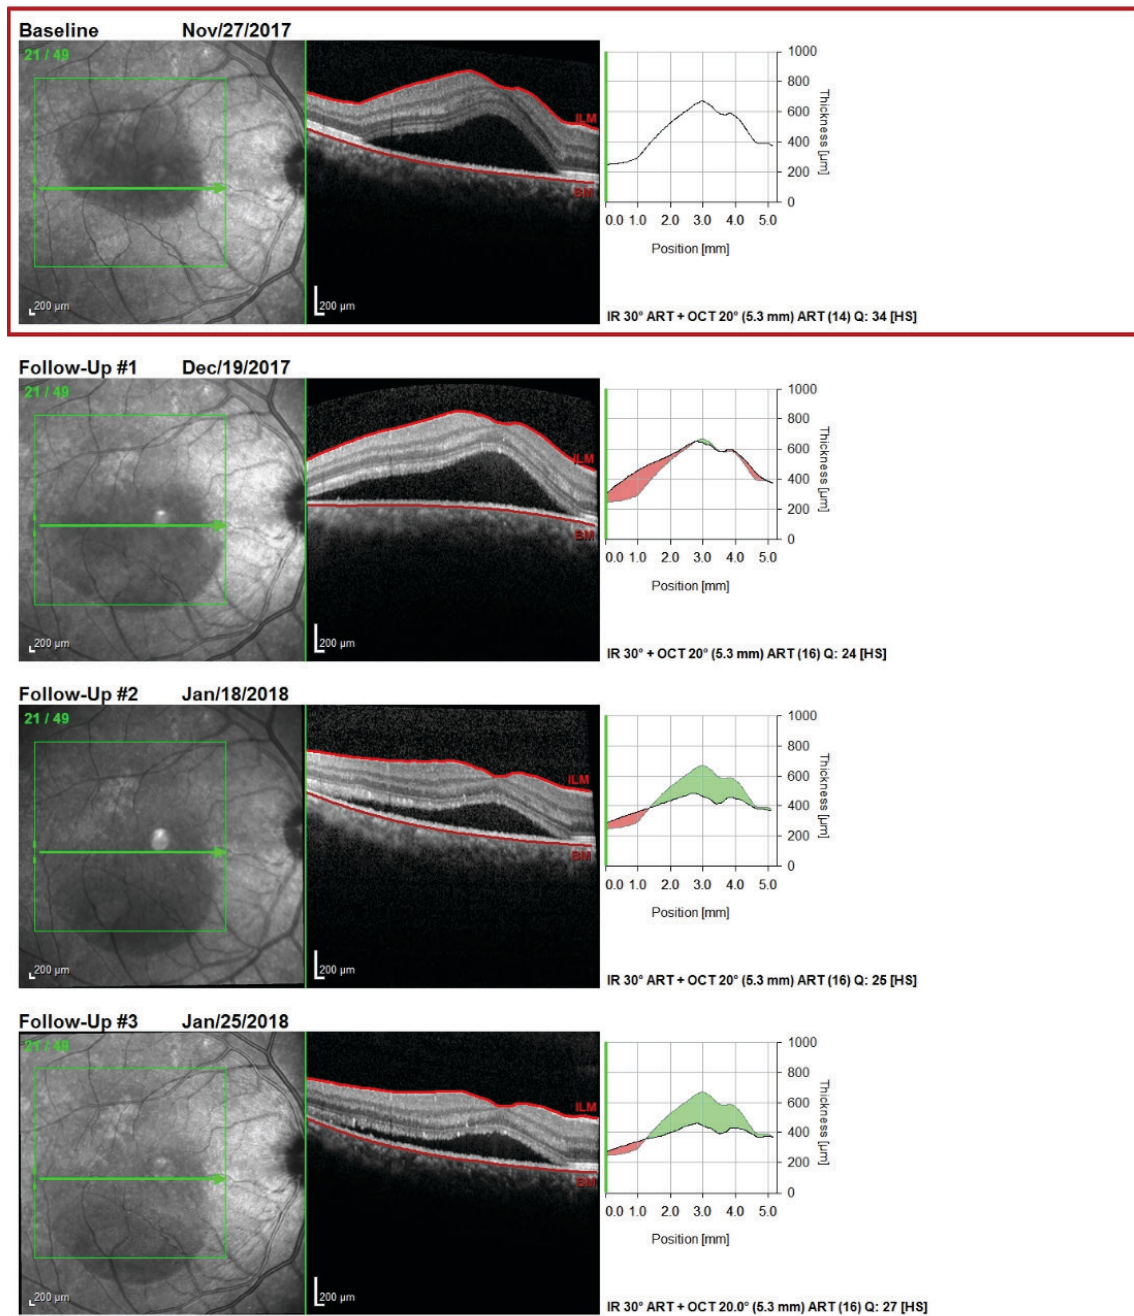 Baseline Nov/27/2017
21 / 49
200 µm
ILM
BM
200 µm
1000
800
600
400
200
0
Thickness [µm]
0.0 1.0 2.0 3.0 4.0 5.0
Position [mm]
IR 30° ART + OCT 20° (5.3 mm) ART (14) Q: 34 [HS]
Follow-Up #1 Dec/19/2017
21 / 49
200 µm
ILM
BM
200 µm
1000
800
600
400
200
0
Thickness [µm]
0.0 1.0 2.0 3.0 4.0 5.0
Position [mm]
IR 30° + OCT 20° (5.3 mm) ART (16) Q: 24 [HS]
Follow-Up #2 Jan/18/2018
21 / 49
200 µm
ILM
BM
200 µm
1000
800
600
400
200
0
Thickness [µm]
0.0 1.0 2.0 3.0 4.0 5.0
Position [mm]
IR 30° ART + OCT 20° (5.3 mm) ART (16) Q: 25 [HS]
Follow-Up #3 Jan/25/2018
21 / 49
200 µm
ILM
BM
200 µm
1000
800
600
400
200
0
Thickness [µm]
0.0 1.0 2.0 3.0 4.0 5.0
Position [mm]
IR 30° ART + OCT 20.0° (5.3 mm) ART (16) Q: 27 [HS]